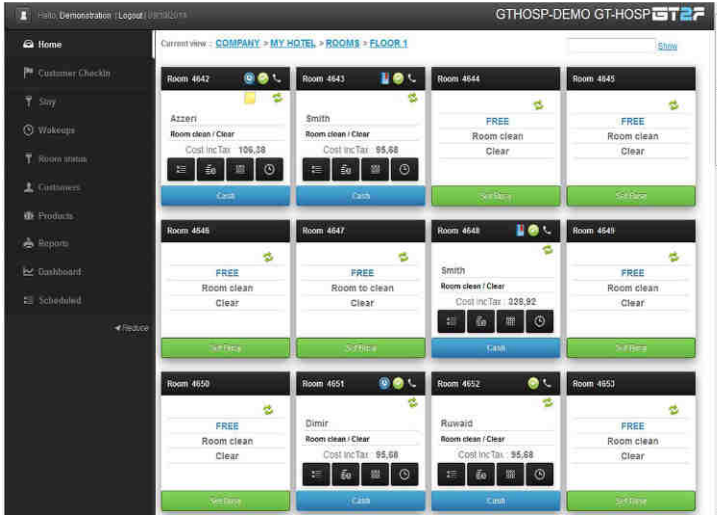 Hello, Demonstration | Logout |
GTHOSP-DEMO GT-HOSP GT2F
Home
Current view : COMPANY > MY HOTEL > ROOMS > FLOOR 1
Show
Customer Checkin
Stay
Wakeups
Room status
Customers
Products
Reports
Dashboard
Scheduled
Reduce
Room 4642
Azzeri
Room clean / Clear
Cost IncTax : 106,38
Cash
Room 4643
Smith
Room clean / Clear
Cost IncTax : 95,68
Cash
Room 4644
FREE
Room clean
Clear
Room 4645
FREE
Room clean
Clear
Room 4646
FREE
Room clean
Clear
Room 4647
FREE
Room to clean
Clear
Room 4648
Smith
Room clean / Clear
Cost IncTax : 328,92
Cash
Room 4649
FREE
Room clean
Clear
Room 4650
FREE
Room clean
Clear
Room 4651
Dimir
Room clean / Clear
Cost IncTax : 95,68
Cash
Room 4652
Ruwaid
Room clean / Clear
Cost IncTax : 95,68
Cash
Room 4653
FREE
Room clean
Clear